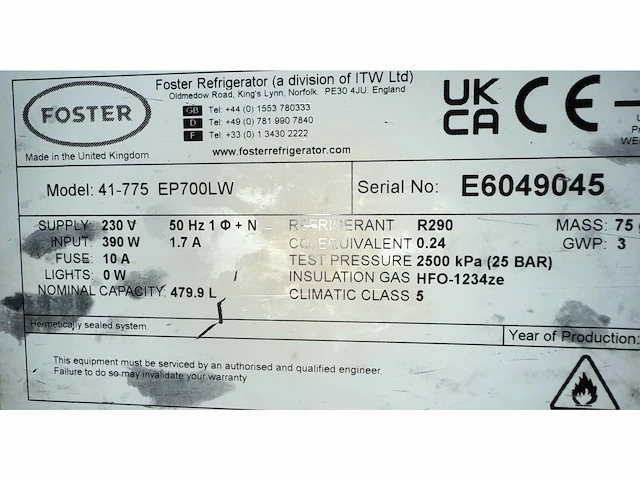 FOSTER
Foster Refrigerator (a division of ITW Ltd)
Oldmedow Road, King's Lynn, Norfolk. PE30 4JU. England
GB Tel: +44 (0) 1553 780333
D Tel: +49 (0) 781 990 7840
F Tel: +33 (0) 1 3430 2222
www.fosterrefrigerator.com
Made in the United Kingdom
UK
CA
CE
Model: 41-775 EP700LW
Serial No: E6049045
SUPPLY: 230 V 50 Hz 1 Φ + N
INPUT: 390 W 1.7 A
FUSE: 10 A
LIGHTS: 0 W /
NOMINAL CAPACITY: 479.9 L
REFRIGERANT R290
CO₂ EQUIVALENT 0.24
TEST PRESSURE 2500 kPa (25 BAR)
INSULATION GAS HFO-1234ze
CLIMATIC CLASS 5
MASS: 75 g
GWP: 3
Hermetically sealed system.
Year of Production:
This equipment must be serviced by an authorised and qualified engineer.
Failure to do so may invalidate your warranty